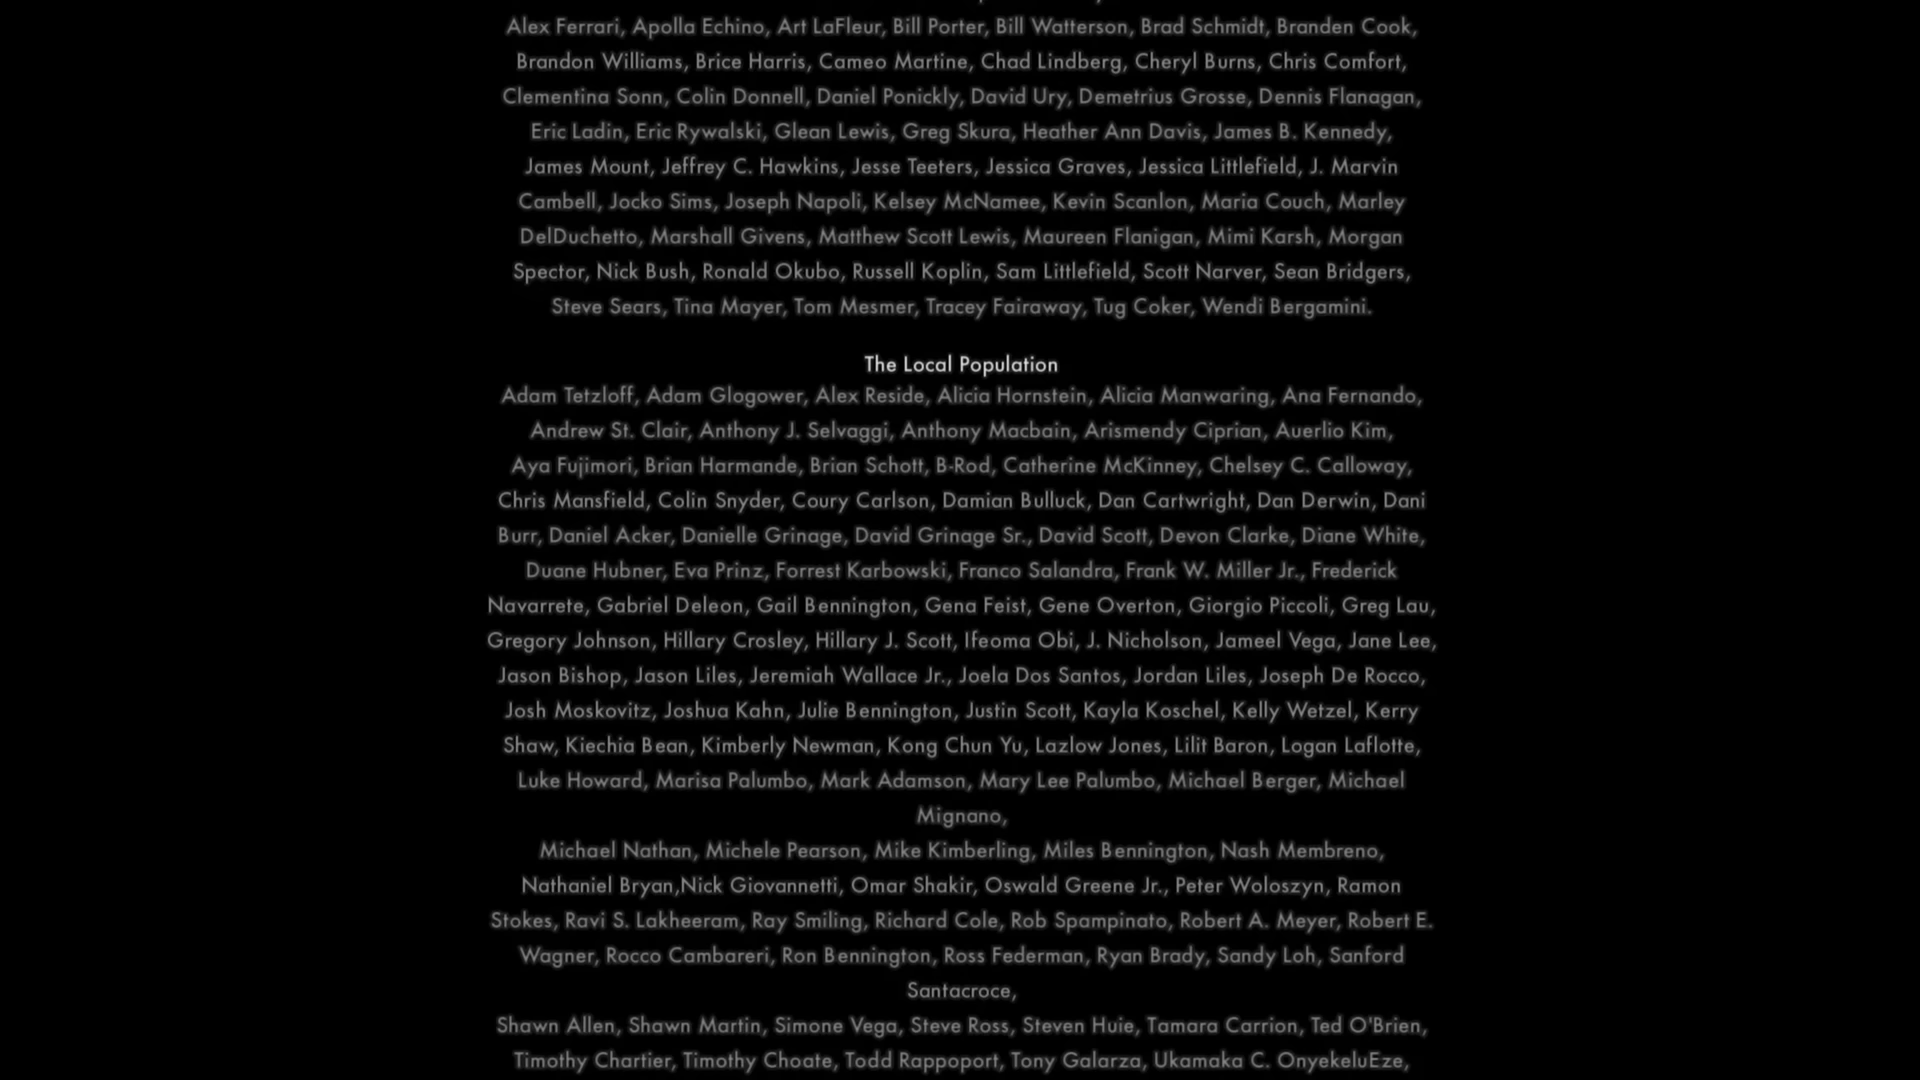 Alex Ferrari, Apolla Echino, Art LaFleur, Bill Porter, Bill Watterson, Brad Schmidt, Branden Cook,
Brandon Williams, Brice Harris, Cameo Martine, Chad Lindberg, Cheryl Burns, Chris Comfort,
Clementina Sonn, Colin Donnell, Daniel Ponickly, David Ury, Demetrius Grosse, Dennis Flanagan,
Eric Ladin, Eric Rywalski, Glean Lewis, Greg Skura, Heather Ann Davis, James B. Kennedy,
James Mount, Jeffrey C. Hawkins, Jesse Teeters, Jessica Graves, Jessica Littlefield, J. Marvin
Cambell, Jocko Sims, Joseph Napoli, Kelsey McNamee, Kevin Scanlon, Maria Couch, Marley
DelDuchetto, Marshall Givens, Matthew Scott Lewis, Maureen Flanigan, Mimi Karsh, Morgan
Spector, Nick Bush, Ronald Okubo, Russell Koplin, Sam Littlefield, Scott Narver, Sean Bridgers,
Steve Sears, Tina Mayer, Tom Mesmer, Tracey Fairaway, Tug Coker, Wendi Bergamini.
The Local Population
Adam Tetzloff, Adam Glogower, Alex Reside, Alicia Hornstein, Alicia Manwaring, Ana Fernando,
Andrew St. Clair, Anthony J. Selvaggi, Anthony Macbain, Arismendy Ciprian, Auerlio Kim,
Aya Fujimori, Brian Harmande, Brian Schott, B-Rod, Catherine McKinney, Chelsey C. Calloway,
Chris Mansfield, Colin Snyder, Coury Carlson, Damian Bulluck, Dan Cartwright, Dan Derwin, Dani
Burr, Daniel Acker, Danielle Grinage, David Grinage Sr., David Scott, Devon Clarke, Diane White,
Duane Hubner, Eva Prinz, Forrest Karbowski, Franco Salandra, Frank W. Miller Jr., Frederick
Navarrete, Gabriel Deleon, Gail Bennington, Gena Feist, Gene Overton, Giorgio Piccoli, Greg Lau,
Gregory Johnson, Hillary Crosley, Hillary J. Scott, Ifeoma Obi, J. Nicholson, Jameel Vega, Jane Lee,
Jason Bishop, Jason Liles, Jeremiah Wallace Jr., Joela Dos Santos, Jordan Liles, Joseph De Rocco,
Josh Moskovitz, Joshua Kahn, Julie Bennington, Justin Scott, Kayla Koschel, Kelly Wetzel, Kerry
Shaw, Kiechia Bean, Kimberly Newman, Kong Chun Yu, Lazlow Jones, Lilit Baron, Logan Laflotte,
Luke Howard, Marisa Palumbo, Mark Adamson, Mary Lee Palumbo, Michael Berger, Michael
Mignano,
Michael Nathan, Michele Pearson, Mike Kimberling, Miles Bennington, Nash Membreno,
Nathaniel Bryan,Nick Giovannetti, Omar Shakir, Oswald Greene Jr., Peter Woloszyn, Ramon
Stokes, Ravi S. Lakheeram, Ray Smiling, Richard Cole, Rob Spampinato, Robert A. Meyer, Robert E.
Wagner, Rocco Cambareri, Ron Bennington, Ross Federman, Ryan Brady, Sandy Loh, Sanford
Santacroce,
Shawn Allen, Shawn Martin, Simone Vega, Steve Ross, Steven Huie, Tamara Carrion, Ted O'Brien,
Timothy Chartier, Timothy Choate, Todd Rappoport, Tony Galarza, Ukamaka C. OnyekeluEze,